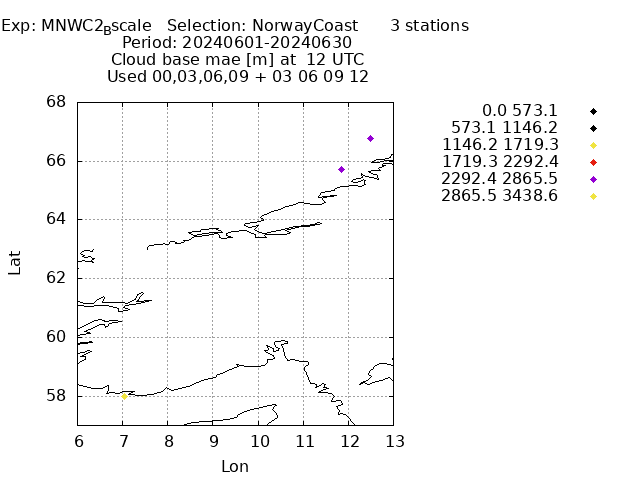 Exp: MNWC2Bscale   Selection: NorwayCoast      3 stations
Period: 20240601-20240630
Cloud base mae [m] at  12 UTC
Used 00,03,06,09 + 03 06 09 12
0.0 573.1
573.1 1146.2
1146.2 1719.3
1719.3 2292.4
2292.4 2865.5
2865.5 3438.6
68
66
64
62
60
58
Lat
6 7 8 9 10 11 12 13
Lon